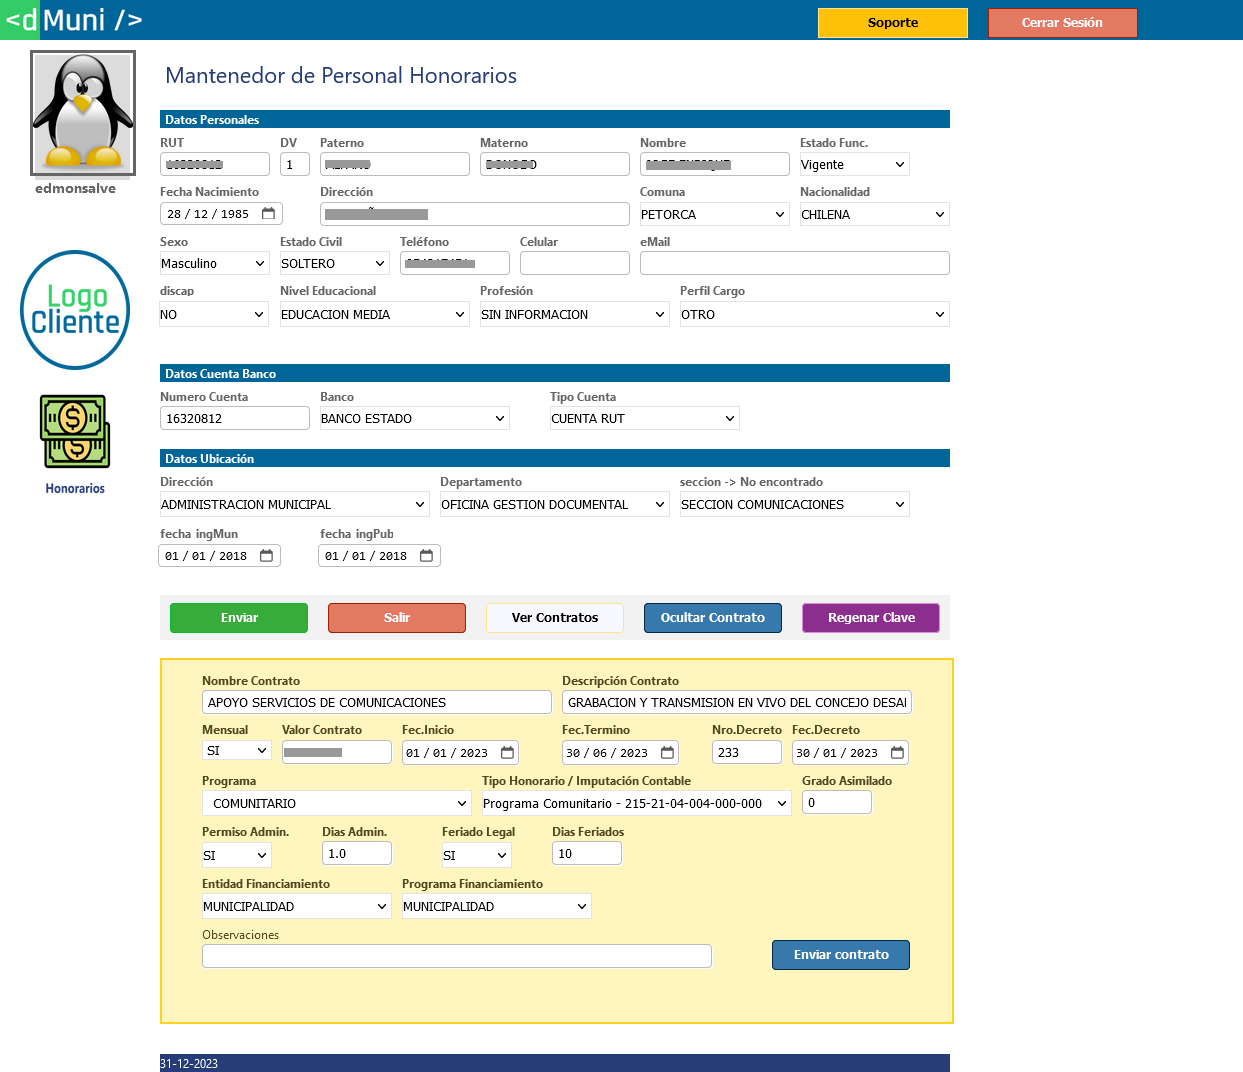 <d Muni />
Soporte
Cerrar Sesión
edmonsalve
Logo
Cliente
Honorarios
Mantenedor de Personal Honorarios
Datos Personales
RUT DV Paterno Materno Nombre Estado Func.
1 Vigente
Fecha Nacimiento Dirección Comuna Nacionalidad
28 / 12 / 1985 PETORCA CHILENA
Sexo Estado Civil Teléfono Celular eMail
Masculino SOLTERO
discap Nivel Educacional Profesión Perfil Cargo
NO EDUCACION MEDIA SIN INFORMACION OTRO
Datos Cuenta Banco
Numero Cuenta Banco Tipo Cuenta
16320812 BANCO ESTADO CUENTA RUT
Datos Ubicación
Dirección Departamento seccion -> No encontrado
ADMINISTRACION MUNICIPAL OFICINA GESTION DOCUMENTAL SECCION COMUNICACIONES
fecha ingMun fecha ingPub
01 / 01 / 2018 01 / 01 / 2018
Enviar Salir Ver Contratos Ocultar Contrato Regenar Clave
Nombre Contrato Descripción Contrato
APOYO SERVICIOS DE COMUNICACIONES GRABACION Y TRANSMISION EN VIVO DEL CONCEJO DESAI
Mensual Valor Contrato Fec.Inicio Fec.Termino Nro.Decreto Fec.Decreto
SI 01 / 01 / 2023 30 / 06 / 2023 233 30 / 01 / 2023
Programa Tipo Honorario / Imputación Contable Grado Asimilado
COMUNITARIO Programa Comunitario - 215-21-04-004-000-000 0
Permiso Admin. Dias Admin. Feriado Legal Dias Feriados
SI 1.0 SI 10
Entidad Financiamiento Programa Financiamiento
MUNICIPALIDAD MUNICIPALIDAD
Observaciones
Enviar contrato
31-12-2023